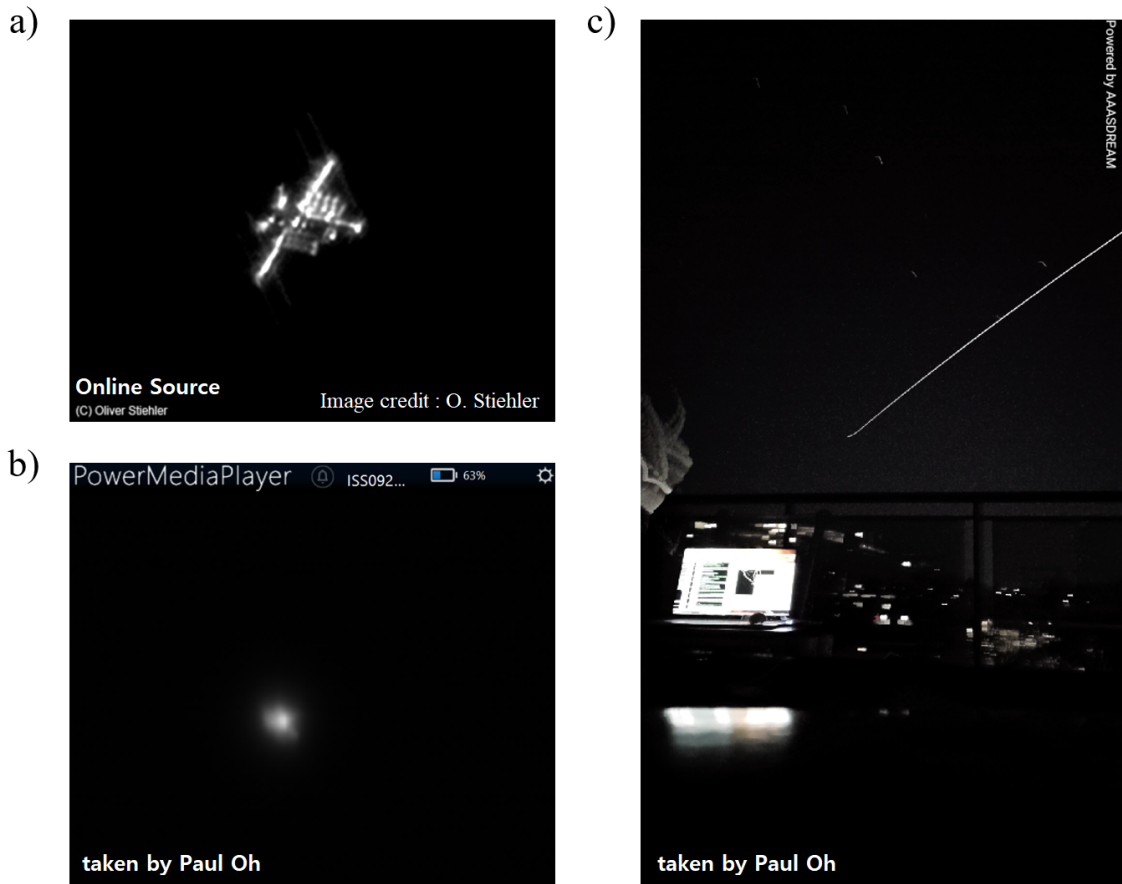 a)
Online Source
(C) Oliver Stiehler
Image credit : O. Stiehler
b)
PowerMediaPlayer ISS092... 63%
taken by Paul Oh
c)
Powered by AAASDREAM
taken by Paul Oh